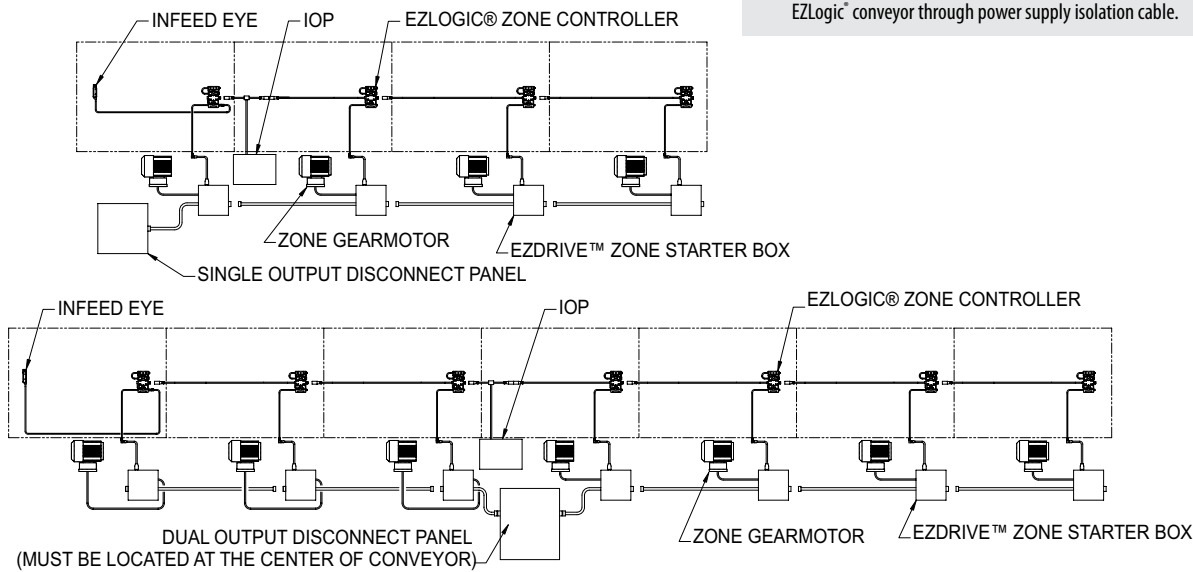 EZLogic® conveyor through power supply isolation cable.
INFEED EYE
IOP
EZLOGIC® ZONE CONTROLLER
ZONE GEARMOTOR
EZDRIVE™ ZONE STARTER BOX
SINGLE OUTPUT DISCONNECT PANEL
INFEED EYE
IOP
EZLOGIC® ZONE CONTROLLER
DUAL OUTPUT DISCONNECT PANEL
(MUST BE LOCATED AT THE CENTER OF CONVEYOR)
ZONE GEARMOTOR
EZDRIVE™ ZONE STARTER BOX